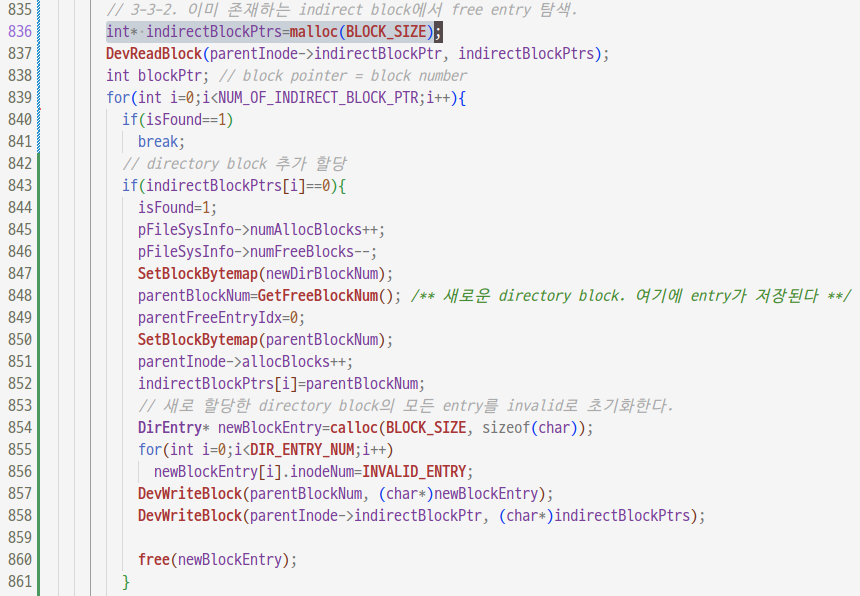 835 // 3-3-2. 이미 존재하는 indirect block에서 free entry 탐색.
836 int* indirectBlockPtrs=malloc(BLOCK_SIZE);
837 DevReadBlock(parentInode->indirectBlockPtr, indirectBlockPtrs);
838 int blockPtr; // block pointer = block number
839 for(int i=0;i<NUM_OF_INDIRECT_BLOCK_PTR;i++){
840 if(isFound==1)
841 break;
842 // directory block 추가 할당
843 if(indirectBlockPtrs[i]==0){
844 isFound=1;
845 pFileSysInfo->numAllocBlocks++;
846 pFileSysInfo->numFreeBlocks--;
847 SetBlockBytemap(newDirBlockNum);
848 parentBlockNum=GetFreeBlockNum(); /** 새로운 directory block. 여기에 entry가 저장된다 **/
849 parentFreeEntryIdx=0;
850 SetBlockBytemap(parentBlockNum);
851 parentInode->allocBlocks++;
852 indirectBlockPtrs[i]=parentBlockNum;
853 // 새로 할당한 directory block의 모든 entry를 invalid로 초기화한다.
854 DirEntry* newBlockEntry=calloc(BLOCK_SIZE, sizeof(char));
855 for(int i=0;i<DIR_ENTRY_NUM;i++)
856 newBlockEntry[i].inodeNum=INVALID_ENTRY;
857 DevWriteBlock(parentBlockNum, (char*)newBlockEntry);
858 DevWriteBlock(parentInode->indirectBlockPtr, (char*)indirectBlockPtrs);
859
860 free(newBlockEntry);
861 }